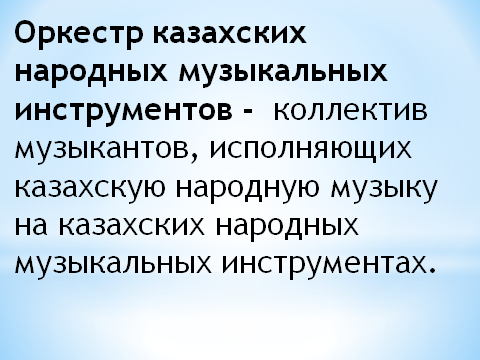 Оркестр казахских
народных музыкальных
инструментов -  коллектив
музыкантов, исполняющих
казахскую народную музыку
на казахских народных
музыкальных инструментах.